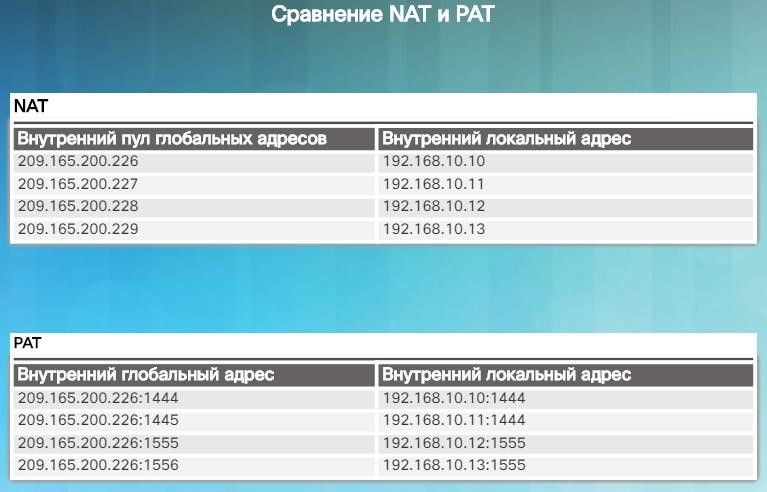 Сравнение NAT и PAT
NAT
Внутренний пул глобальных адресов Внутренний локальный адрес
209.165.200.226 192.168.10.10
209.165.200.227 192.168.10.11
209.165.200.228 192.168.10.12
209.165.200.229 192.168.10.13
PAT
Внутренний глобальный адрес Внутренний локальный адрес
209.165.200.226:1444 192.168.10.10:1444
209.165.200.226:1445 192.168.10.11:1444
209.165.200.226:1555 192.168.10.12:1555
209.165.200.226:1556 192.168.10.13:1555